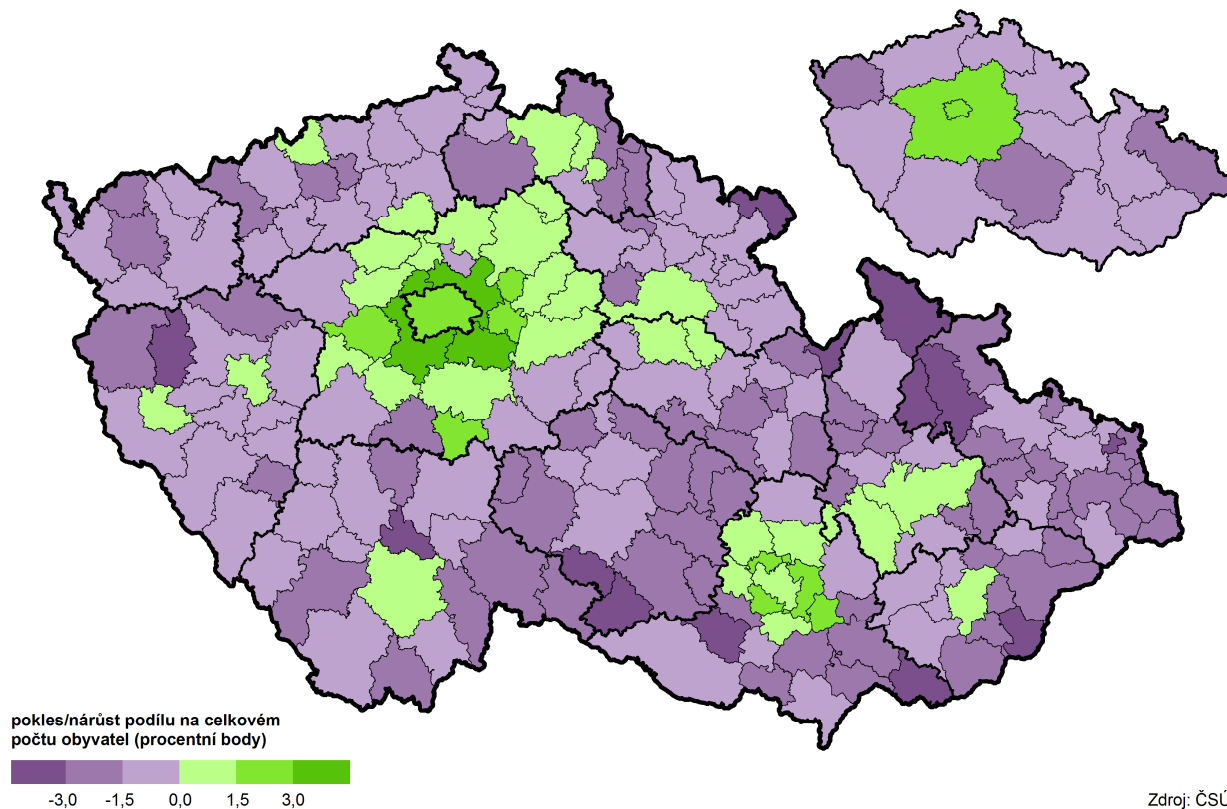 pokles/nárůst podílu na celkovém
počtu obyvatel (procentní body)
-3,0 -1,5 0,0 1,5 3,0
Zdroj: ČSÚ